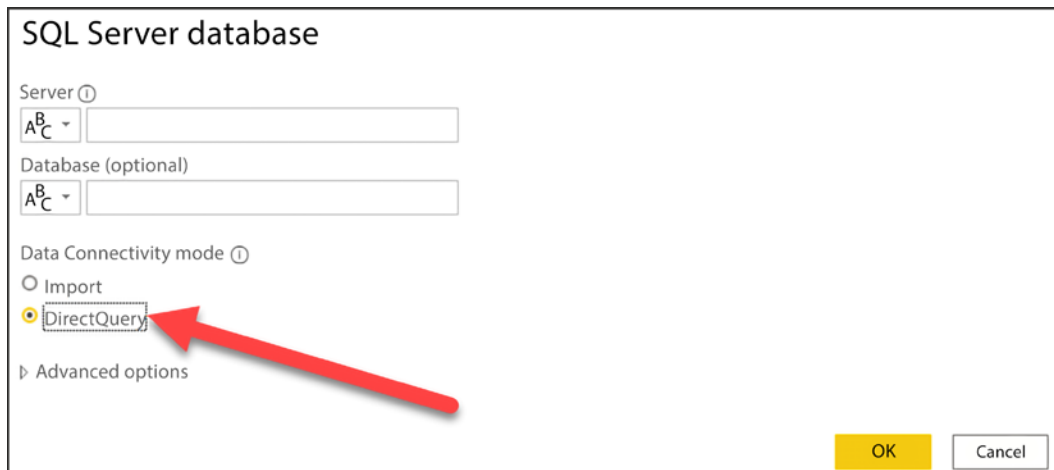 SQL Server database
Server
ABC
Database (optional)
ABC
Data Connectivity mode
Import
DirectQuery
Advanced options
OK Cancel